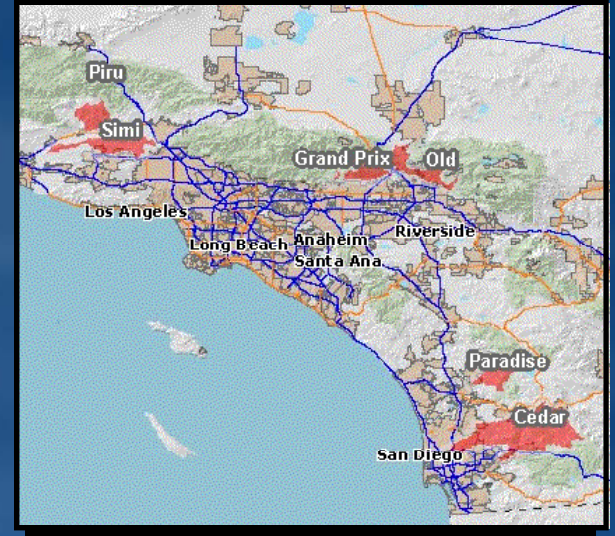 Piru
Simi
Grand Prix
Old
Los Angeles
Riverside
Long Beach
Anaheim
Santa Ana
Paradise
Cedar
San Diego